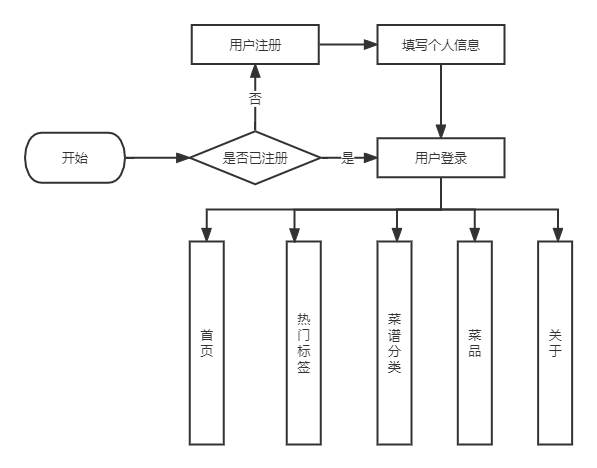 用户注册
填写个人信息
否
开始
是否已注册
是
用户登录
首页
热门标签
菜谱分类
菜品
关于